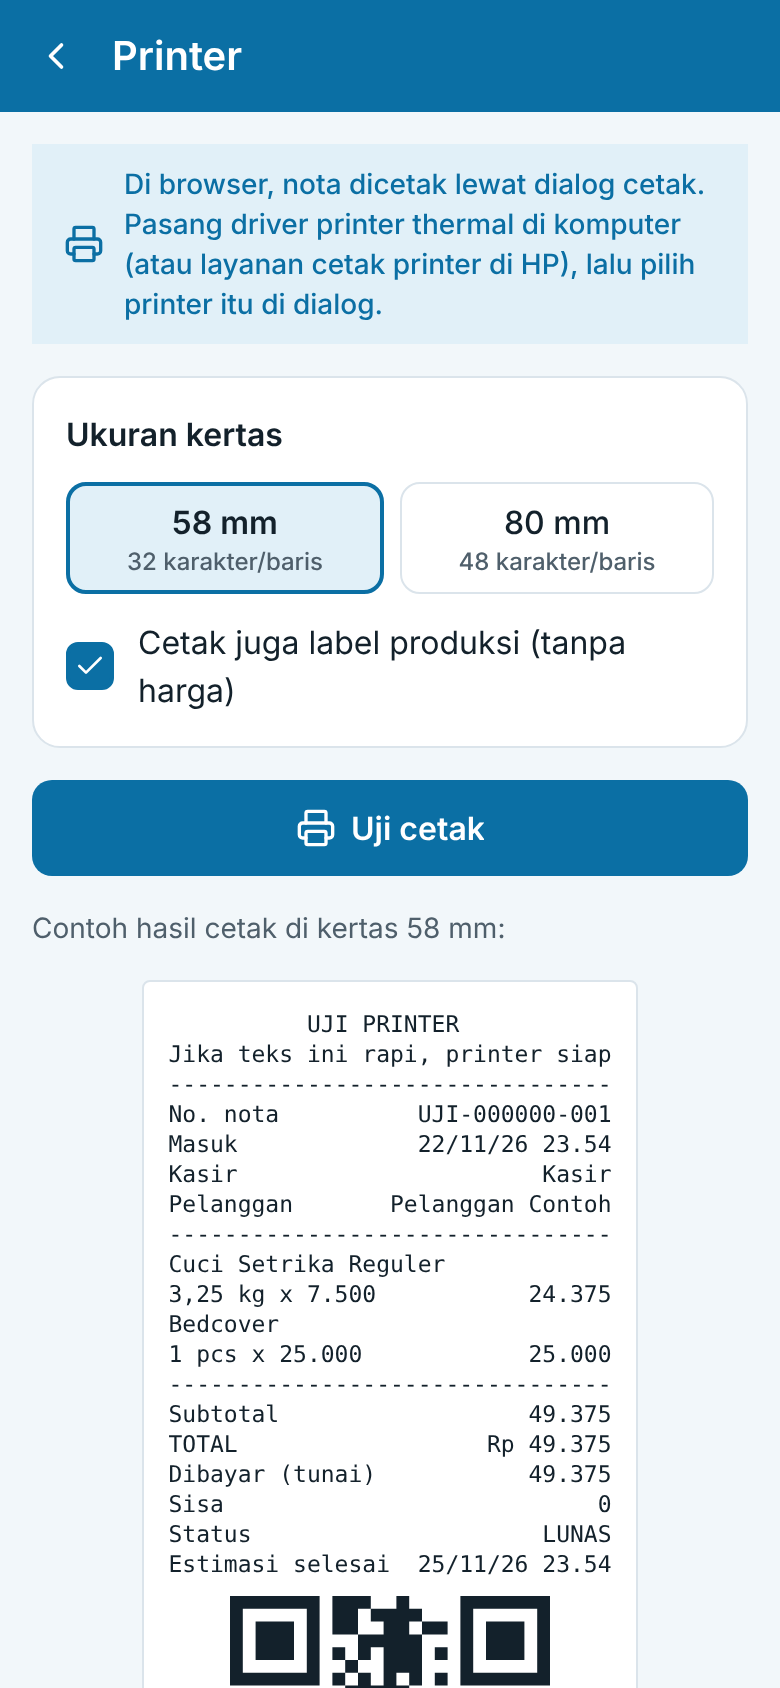 Printer
Di browser, nota dicetak lewat dialog cetak.
Pasang driver printer thermal di komputer
(atau layanan cetak printer di HP), lalu pilih
printer itu di dialog.
Ukuran kertas
58 mm
32 karakter/baris
80 mm
48 karakter/baris
Cetak juga label produksi (tanpa
harga)
Uji cetak
Contoh hasil cetak di kertas 58 mm:
UJI PRINTER
Jika teks ini rapi, printer siap
--------------------------------
No. nota UJI-000000-001
Masuk 22/11/26 23.54
Kasir Kasir
Pelanggan Pelanggan Contoh
--------------------------------
Cuci Setrika Reguler
3,25 kg x 7.500 24.375
Bedcover
1 pcs x 25.000 25.000
--------------------------------
Subtotal 49.375
TOTAL Rp 49.375
Dibayar (tunai) 49.375
Sisa 0
Status LUNAS
Estimasi selesai 25/11/26 23.54